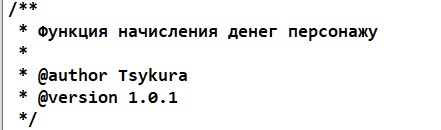 /**
* Функция начисления денег персонажу
*
* @author Tsykura
* @version 1.0.1
*/